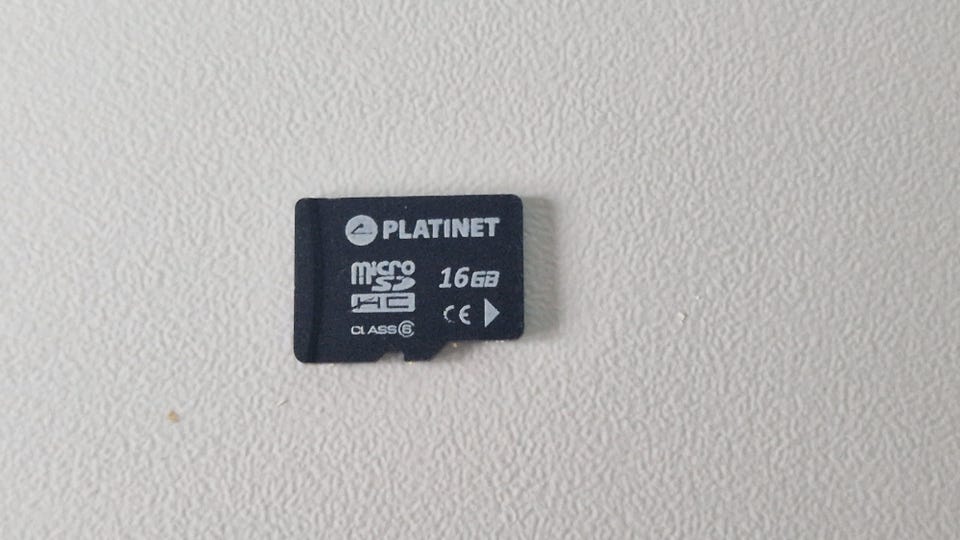 PLATINET
micro
SD
HC
16GB
CLASS 6
CE